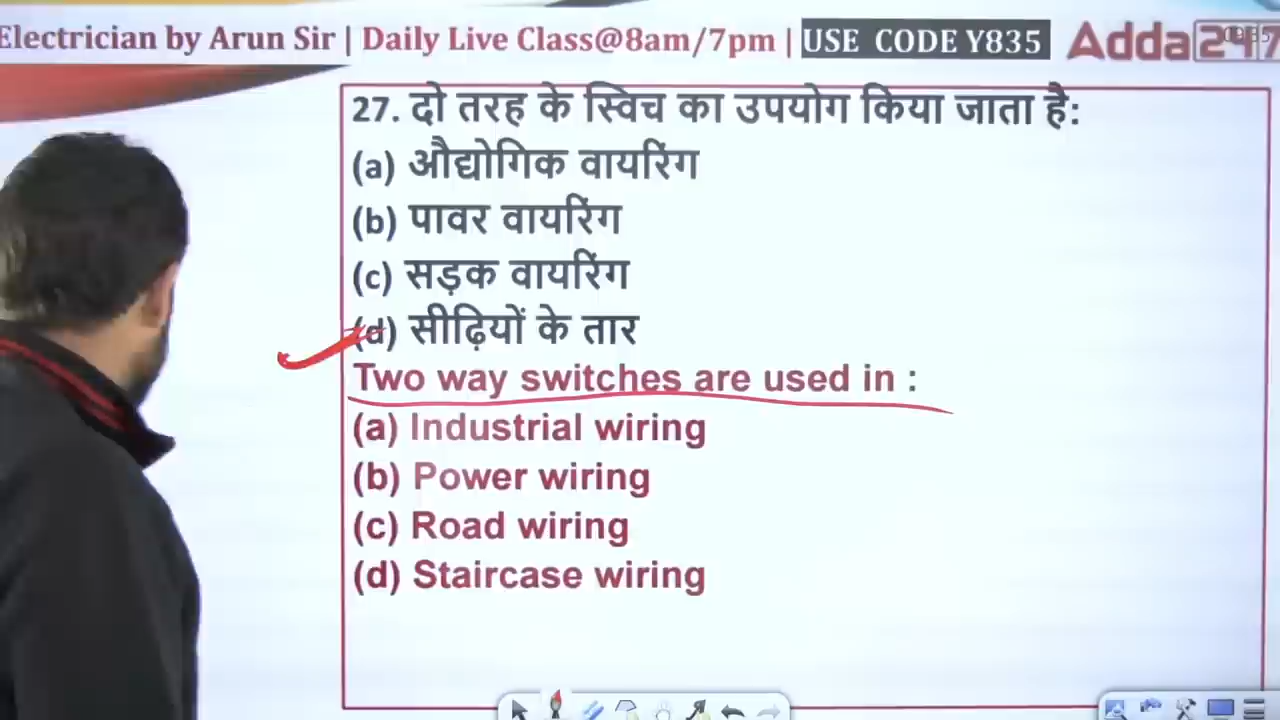 Electrician by Arun Sir | Daily Live Class@8am/7pm | USE CODE Y835 Adda247
27. दो तरह के स्विच का उपयोग किया जाता है:
(a) औद्योगिक वायरिंग
(b) पावर वायरिंग
(c) सड़क वायरिंग
(d) सीढ़ियों के तार
Two way switches are used in :
(a) Industrial wiring
(b) Power wiring
(c) Road wiring
(d) Staircase wiring